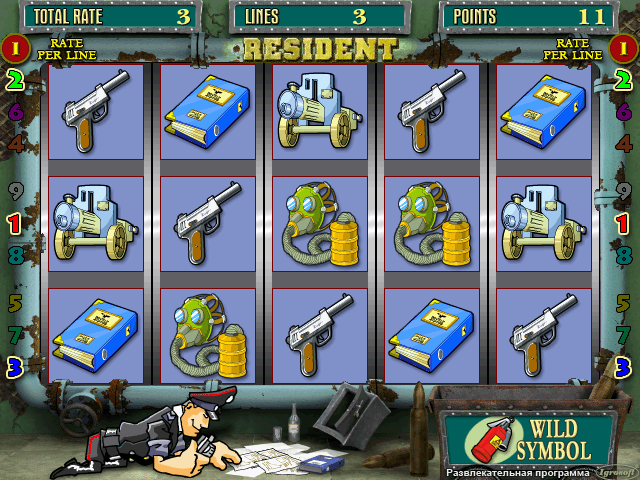 TOTAL RATE 3 LINES 3 POINTS 11
RESIDENT
1 RATE PER LINE
RATE PER LINE 1
2 2
6 6
4 4
9 9
1 1
8 8
5 5
7 7
3 3
WILD
SYMBOL
Развлекательная программа Igrosoft